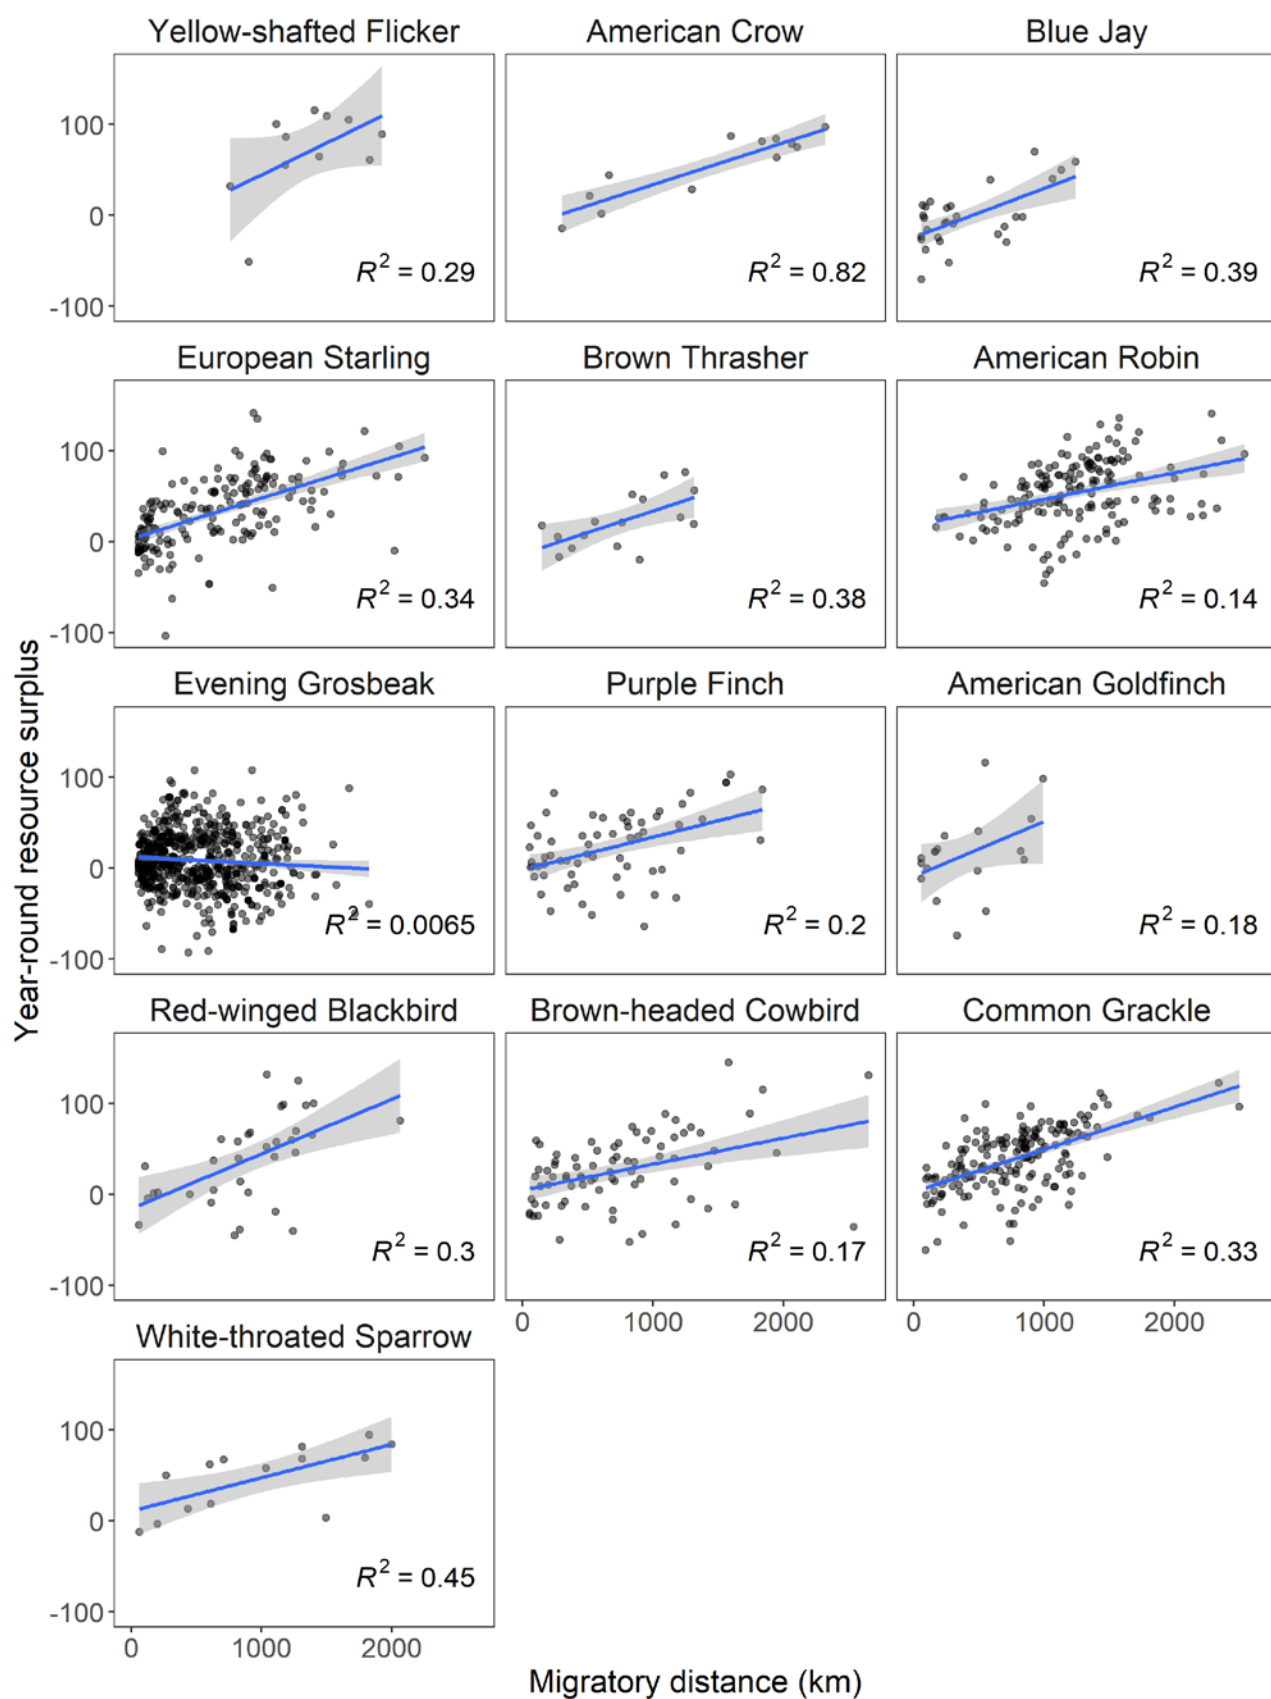 Yellow-shafted Flicker American Crow Blue Jay
100
0
-100
R² = 0.29 R² = 0.82 R² = 0.39
European Starling Brown Thrasher American Robin
100
0
-100
R² = 0.34 R² = 0.38 R² = 0.14
Year-round resource surplus
Evening Grosbeak Purple Finch American Goldfinch
100
0
-100
R² = 0.0065 R² = 0.2 R² = 0.18
Red-winged Blackbird Brown-headed Cowbird Common Grackle
100
0
-100
R² = 0.3 R² = 0.17 R² = 0.33
0 1000 2000 0 1000 2000
White-throated Sparrow
100
0
-100
R² = 0.45
0 1000 2000
Migratory distance (km)